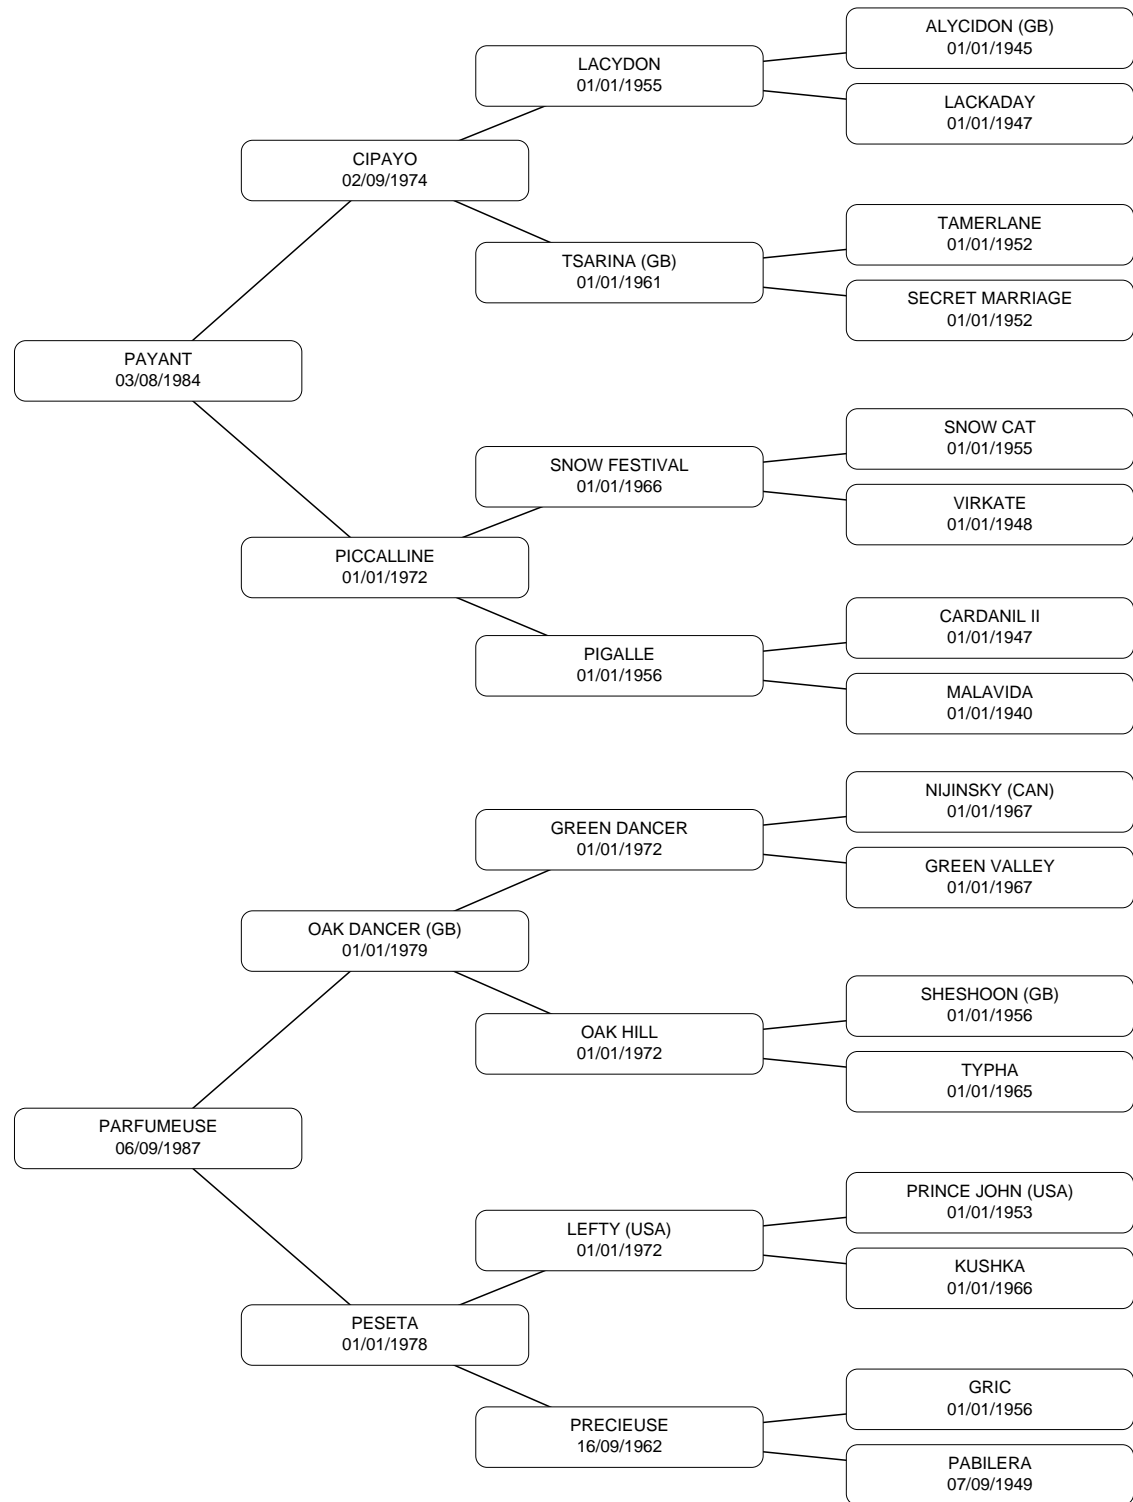 ALYCIDON (GB)
01/01/1945
LACYDON
01/01/1955
LACKADAY
01/01/1947
CIPAYO
02/09/1974
TAMERLANE
01/01/1952
TSARINA (GB)
01/01/1961
SECRET MARRIAGE
01/01/1952
PAYANT
03/08/1984
SNOW CAT
01/01/1955
SNOW FESTIVAL
01/01/1966
VIRKATE
01/01/1948
PICCALLINE
01/01/1972
CARDANIL II
01/01/1947
PIGALLE
01/01/1956
MALAVIDA
01/01/1940
NIJINSKY (CAN)
01/01/1967
GREEN DANCER
01/01/1972
GREEN VALLEY
01/01/1967
OAK DANCER (GB)
01/01/1979
SHESHOON (GB)
01/01/1956
OAK HILL
01/01/1972
TYPHA
01/01/1965
PARFUMEUSE
06/09/1987
PRINCE JOHN (USA)
01/01/1953
LEFTY (USA)
01/01/1972
KUSHKA
01/01/1966
PESETA
01/01/1978
GRIC
01/01/1956
PRECIEUSE
16/09/1962
PABILERA
07/09/1949